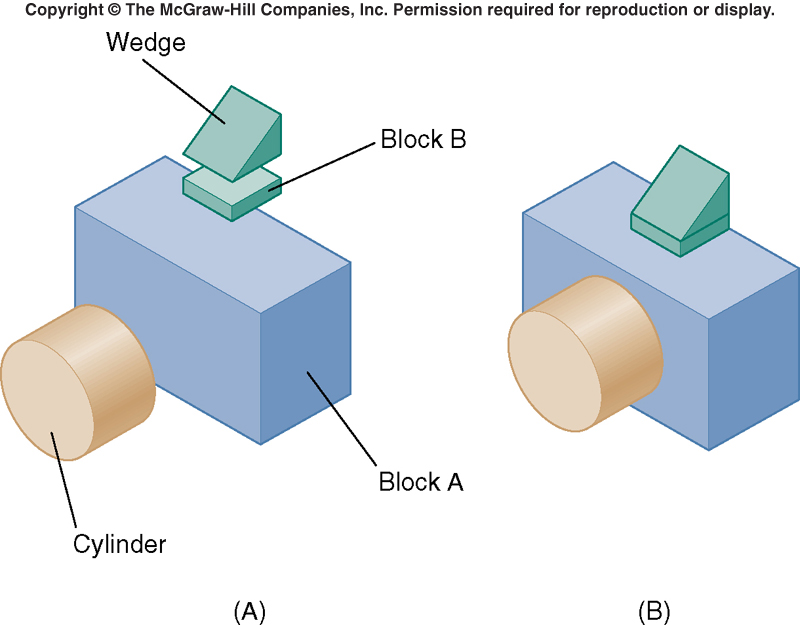 Copyright © The McGraw-Hill Companies, Inc. Permission required for reproduction or display.
Wedge
Block B
Block A
Cylinder
(A)
(B)